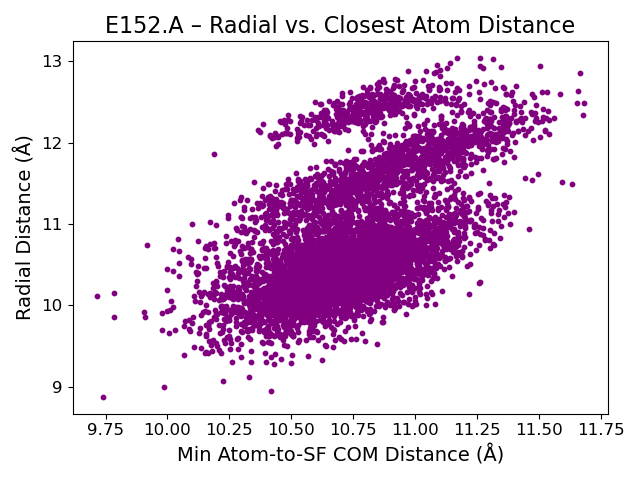 E152.A – Radial vs. Closest Atom Distance
13
12
11
10
9
Radial Distance (Å)
9.75 10.00 10.25 10.50 10.75 11.00 11.25 11.50 11.75
Min Atom-to-SF COM Distance (Å)